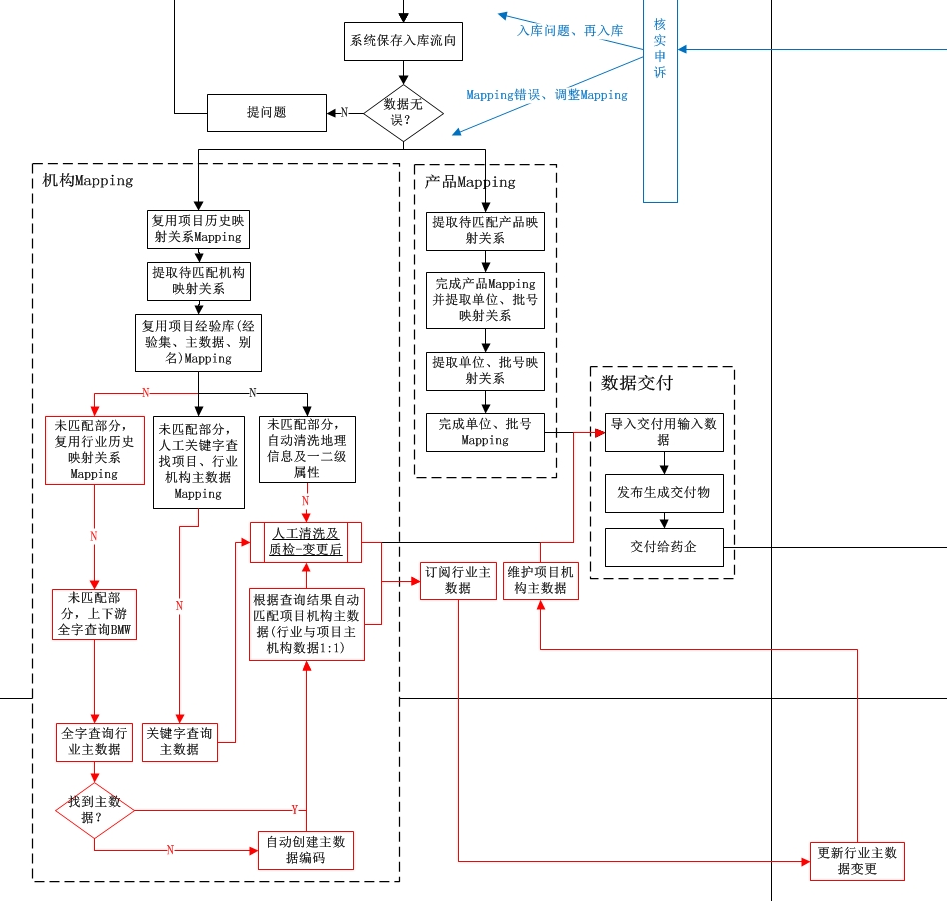 系统保存入库流向
入库问题、再入库
核
实
申
诉
Mapping错误、调整Mapping
提问题
N
数据无
误？
机构Mapping
产品Mapping
复用项目历史映
射关系Mapping
提取待匹配机构
映射关系
复用项目经验库(经
验集、主数据、别
名)Mapping
提取待匹配产品映
射关系
完成产品Mapping
并提取单位、批号
映射关系
提取单位、批号映
射关系
完成单位、批号
Mapping
数据交付
导入交付用输入数
据
发布生成交付物
交付给药企
N
N
未匹配部分，
复用行业历史
映射关系
Mapping
未匹配部分，
人工关键字查
找项目、行业
机构主数据
Mapping
未匹配部分，
自动清洗地理
信息及一二级
属性
N
N
N
人工清洗及
质检-变更后
未匹配部
分，上下游
全字查询BMW
根据查询结果自动
匹配项目机构主数
据(行业与项目主
机构数据1:1)
订阅行业主
数据
维护项目机
构主数据
全字查询行
业主数据
关键字查询
主数据
找到主数
据？
Y
N
自动创建主数
据编码
更新行业主数
据变更